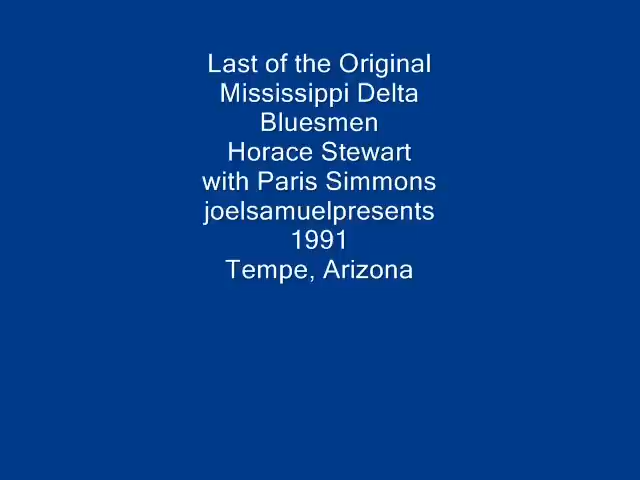 Last of the Original
Mississippi Delta
Bluesmen
Horace Stewart
with Paris Simmons
joelsamuelpresents
1991
Tempe, Arizona